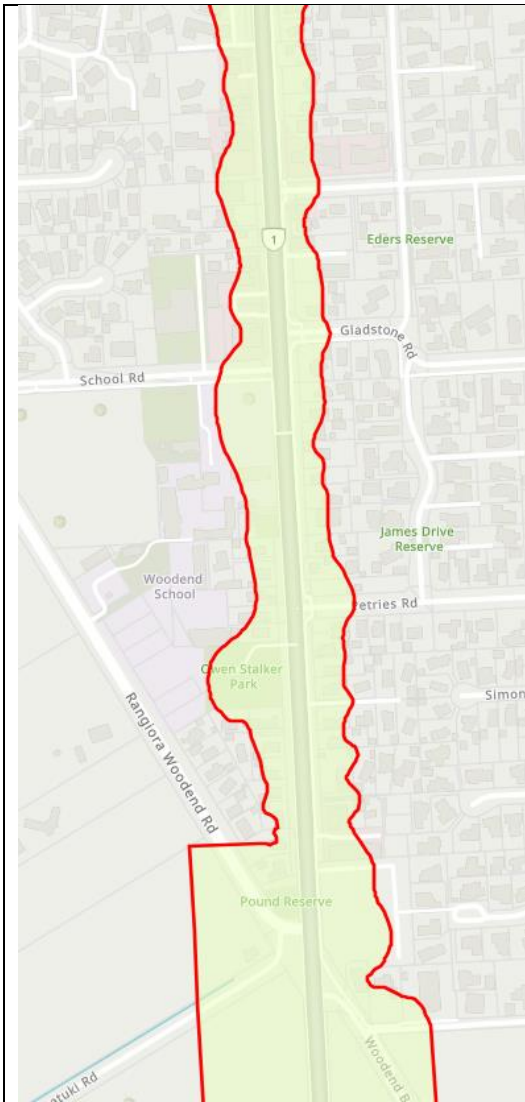 1
Eders Reserve
Gladstone Rd
School Rd
James Drive
Reserve
Woodend
School
Petries Rd
Owen Stalker
Park
Simon
Rangiora Woodend Rd
Pound Reserve
Woodend B
atuki Rd